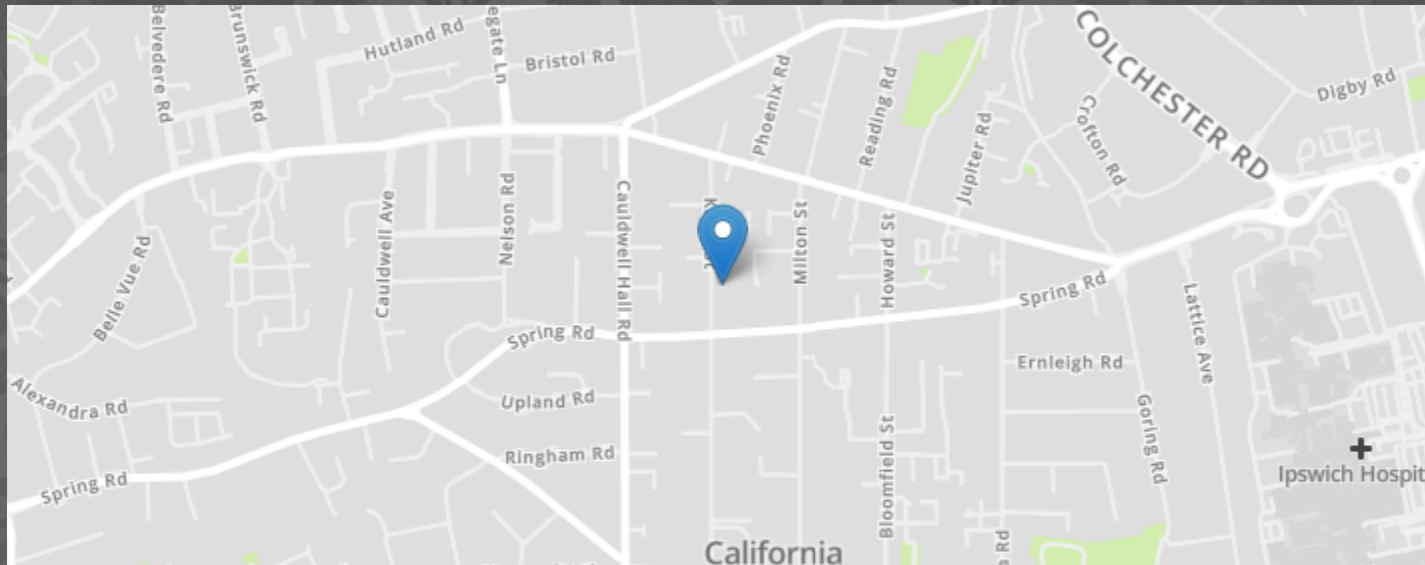 Belvedere Rd
Brunswick Rd
Hutland Rd
egate Ln
Bristol Rd
Phoenix Rd
Reading Rd
COLCHESTER RD
Digby Rd
Crofton Rd
Jupiter Rd
Cauldwell Ave
Nelson Rd
Cauldwell Hall Rd
Milton St
Howard St
Belle Vue Rd
Spring Rd
Spring Rd
Lattice Ave
Alexandra Rd
Upland Rd
Ernleigh Rd
Goring Rd
Ringham Rd
Bloomfield St
Spring Rd
Ipswich Hospit
California
Rd